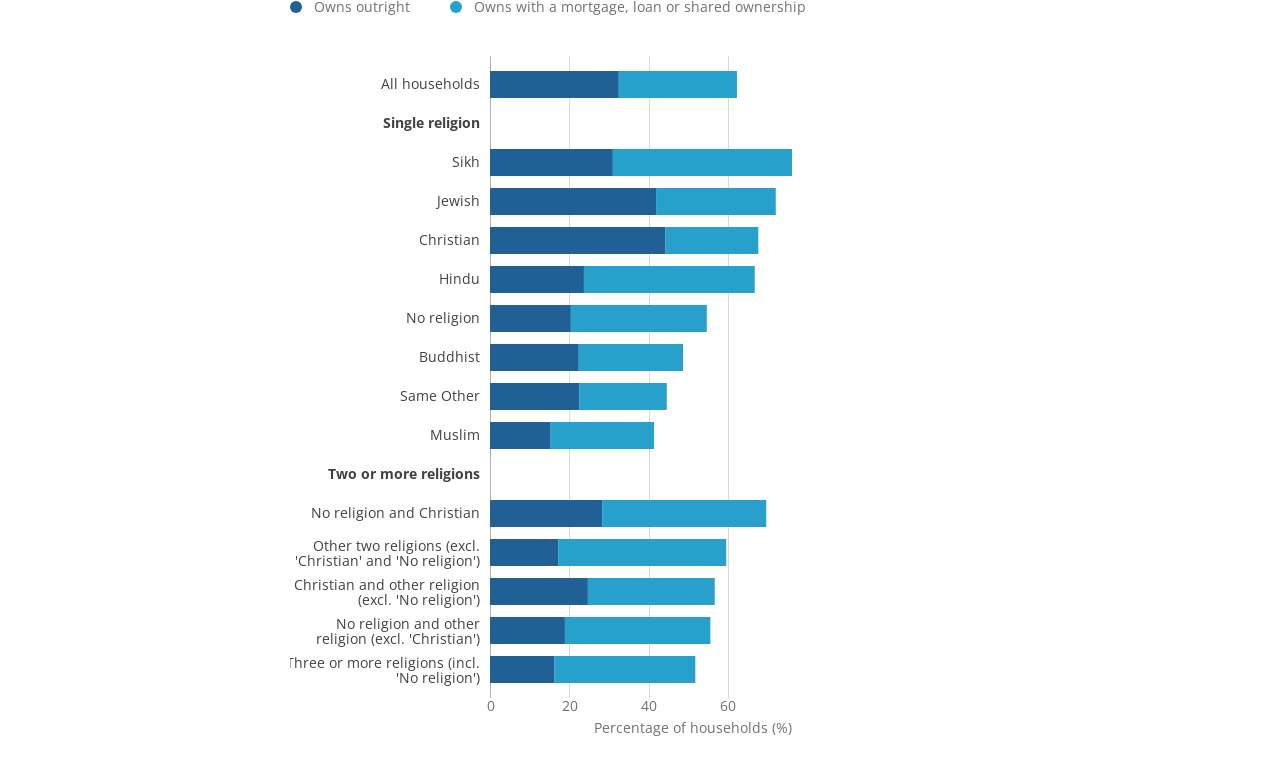 Owns outright
Owns with a mortgage, loan or shared ownership
All households
Single religion
Sikh
Jewish
Christian
Hindu
No religion
Buddhist
Same Other
Muslim
Two or more religions
No religion and Christian
Other two religions (excl.
'Christian' and 'No religion')
Christian and other religion
(excl. 'No religion')
No religion and other
religion (excl. 'Christian')
Three or more religions (incl.
'No religion')
0 20 40 60
Percentage of households (%)